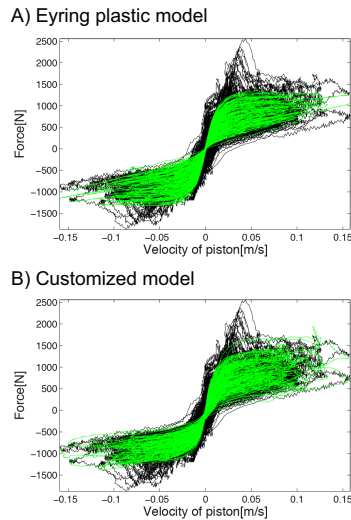 A) Eyring plastic model
2500
2000
1500
1000
500
0
−500
−1000
−1500
Force[N]
−0.15 −0.1 −0.05 0 0.05 0.1 0.15
Velocity of piston[m/s]
B) Customized model
2500
2000
1500
1000
500
0
−500
−1000
−1500
Force[N]
−0.15 −0.1 −0.05 0 0.05 0.1 0.15
Velocity of piston[m/s]